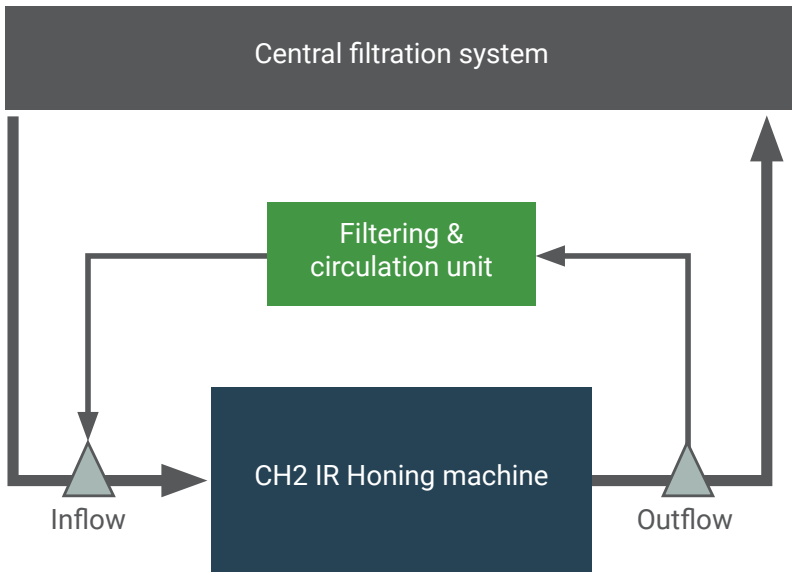 Central filtration system
Filtering &
circulation unit
CH2 IR Honing machine
Inflow
Outflow